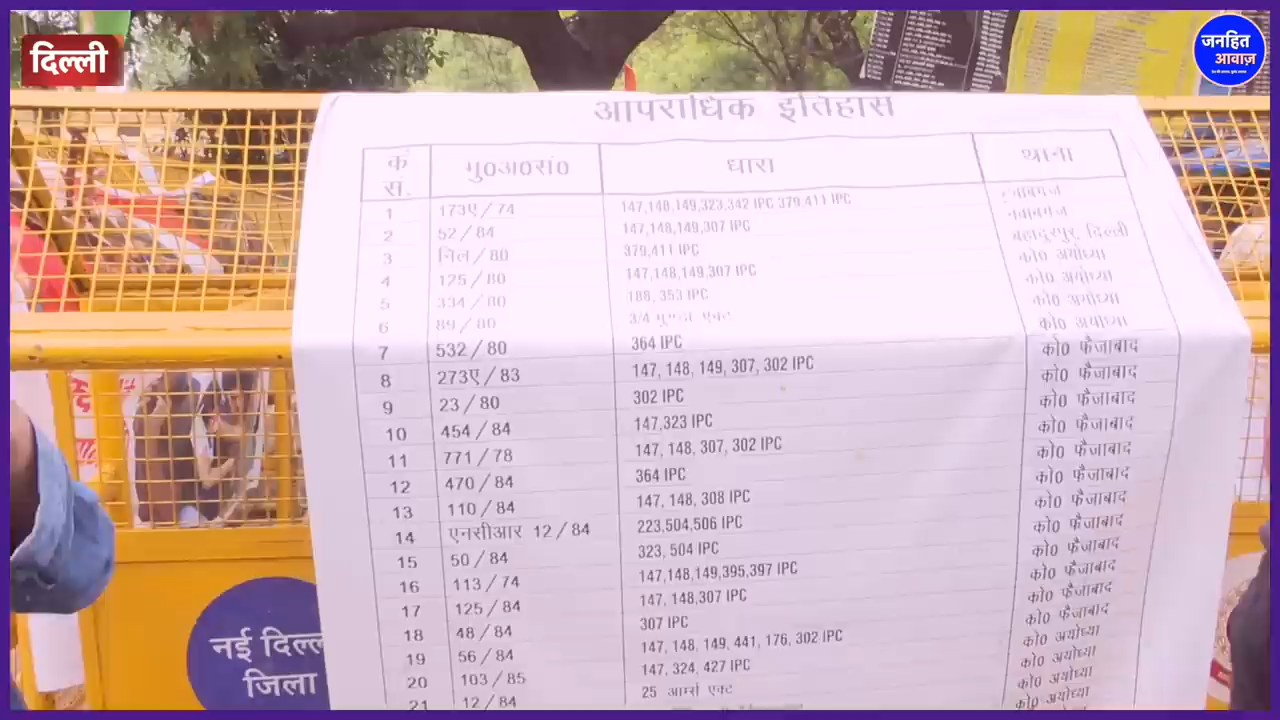 दिल्ली
जनहित
आवाज़
आपराधिक इतिहास
क्र स. मु0अ0सं0 धारा थाना
1 173ए / 74 147,148,149,323,342 IPC 379,411 IPC नवाबगंज
2 52 / 84 147,148,149,307 IPC नवाबगंज
3 निल / 80 379,411 IPC बहादुरपुर, दिल्ली
4 125 / 80 147,148,149,307 IPC को0 अयोध्या
5 334 / 80 188, 353 IPC को0 अयोध्या
6 89 / 80 3/4 गुण्डा एक्ट को0 अयोध्या
7 532 / 80 364 IPC को0 अयोध्या
8 273ए / 83 147, 148, 149, 307, 302 IPC को0 फैजाबाद
9 23 / 80 302 IPC को0 फैजाबाद
10 454 / 84 147,323 IPC को0 फैजाबाद
11 771 / 78 147, 148, 307, 302 IPC को0 फैजाबाद
12 470 / 84 364 IPC को0 फैजाबाद
13 110 / 84 147, 148, 308 IPC को0 फैजाबाद
14 एनसीआर 12 / 84 223,504,506 IPC को0 फैजाबाद
15 50 / 84 323, 504 IPC को0 फैजाबाद
16 113 / 74 147,148,149,395,397 IPC को0 फैजाबाद
17 125 / 84 147, 148,307 IPC को0 फैजाबाद
18 48 / 84 307 IPC को0 फैजाबाद
19 56 / 84 147, 148, 149, 441, 176, 302 IPC को0 अयोध्या
20 103 / 85 147, 324, 427 IPC को0 अयोध्या
21 12 / 84 25 आर्म्स एक्ट को0 अयोध्या
को0 अयोध्या
नई दिल्ल
जिला